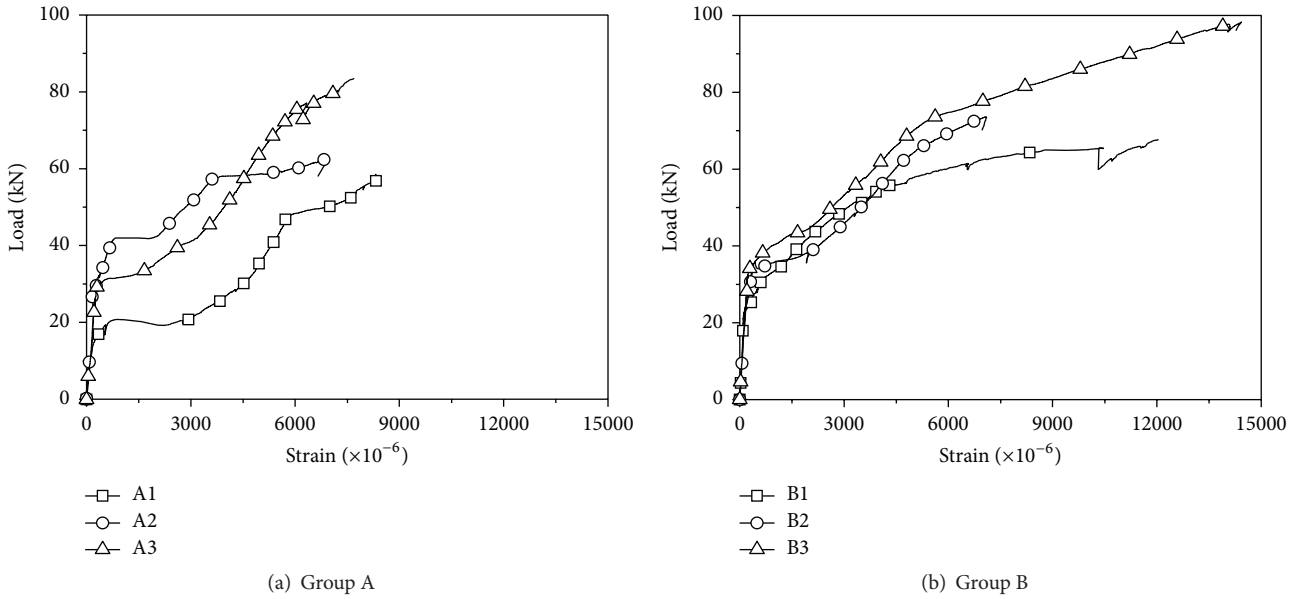 100
80
60
40
20
0
Load (kN)
0 3000 6000 9000 12000 15000
Strain (×10⁻⁶)
A1
A2
A3
(a) Group A
100
80
60
40
20
0
Load (kN)
0 3000 6000 9000 12000 15000
Strain (×10⁻⁶)
B1
B2
B3
(b) Group B